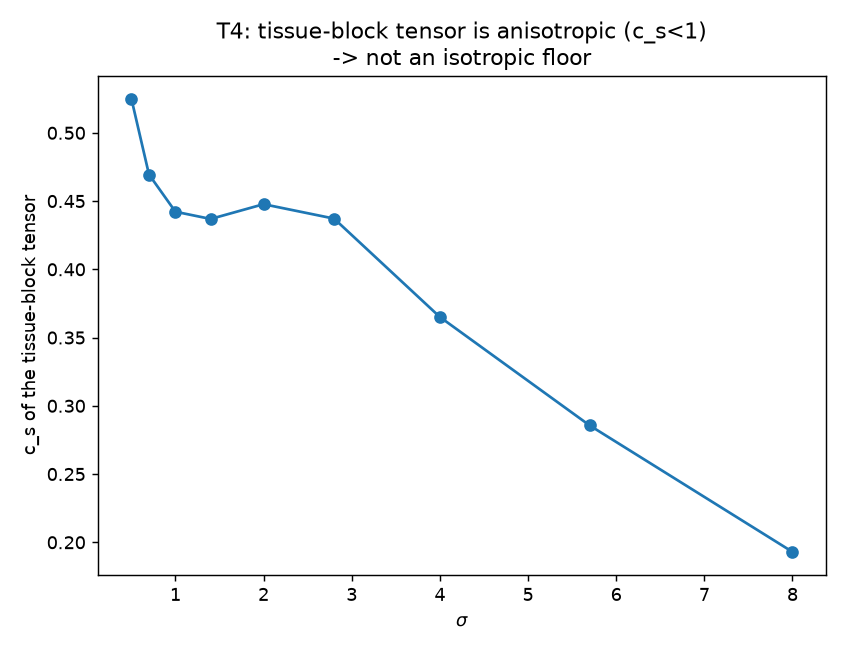 T4: tissue-block tensor is anisotropic (c_s<1)
-> not an isotropic floor
c_s of the tissue-block tensor
0.50
0.45
0.40
0.35
0.30
0.25
0.20
1 2 3 4 5 6 7 8
σ